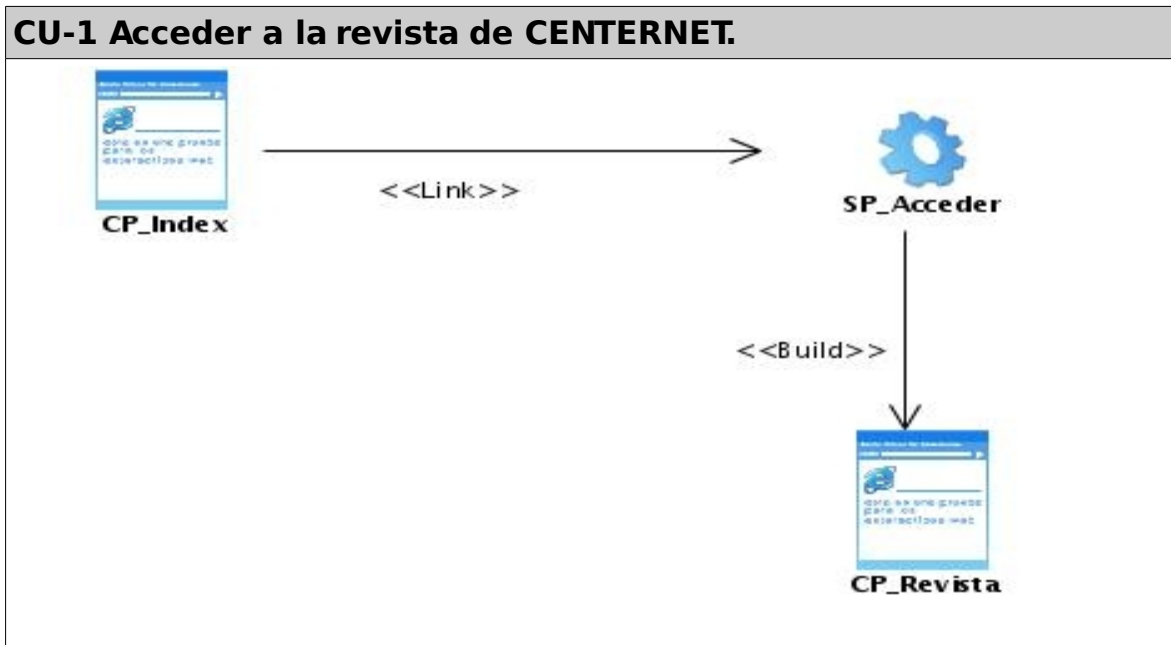 CU-1 Acceder a la revista de CENTERNET.
<<Link>>
SP_Acceder
CP_Index
<<Build>>
CP_Revista